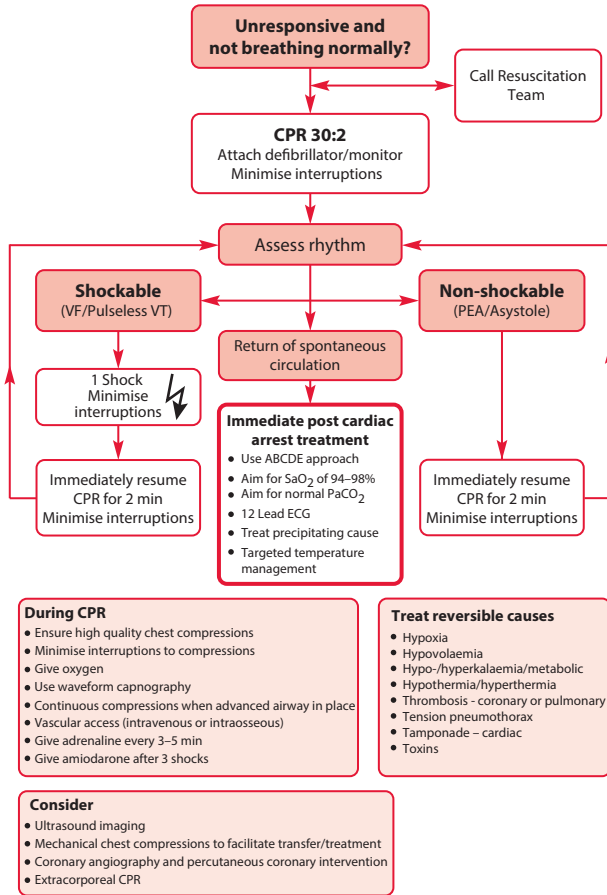 Unresponsive and
not breathing normally?
Call Resuscitation
Team
CPR 30:2
Attach defibrillator/monitor
Minimise interruptions
Assess rhythm
Shockable
(VF/Pulseless VT)
Non-shockable
(PEA/Asystole)
Return of spontaneous
circulation
1 Shock
Minimise
interruptions
Immediate post cardiac
arrest treatment
• Use ABCDE approach
• Aim for SaO2 of 94–98%
• Aim for normal PaCO2
• 12 Lead ECG
• Treat precipitating cause
• Targeted temperature
management
Immediately resume
CPR for 2 min
Minimise interruptions
Immediately resume
CPR for 2 min
Minimise interruptions
During CPR
• Ensure high quality chest compressions
• Minimise interruptions to compressions
• Give oxygen
• Use waveform capnography
• Continuous compressions when advanced airway in place
• Vascular access (intravenous or intraosseous)
• Give adrenaline every 3–5 min
• Give amiodarone after 3 shocks
Treat reversible causes
• Hypoxia
• Hypovolaemia
• Hypo-/hyperkalaemia/metabolic
• Hypothermia/hyperthermia
• Thrombosis - coronary or pulmonary
• Tension pneumothorax
• Tamponade – cardiac
• Toxins
Consider
• Ultrasound imaging
• Mechanical chest compressions to facilitate transfer/treatment
• Coronary angiography and percutaneous coronary intervention
• Extracorporeal CPR